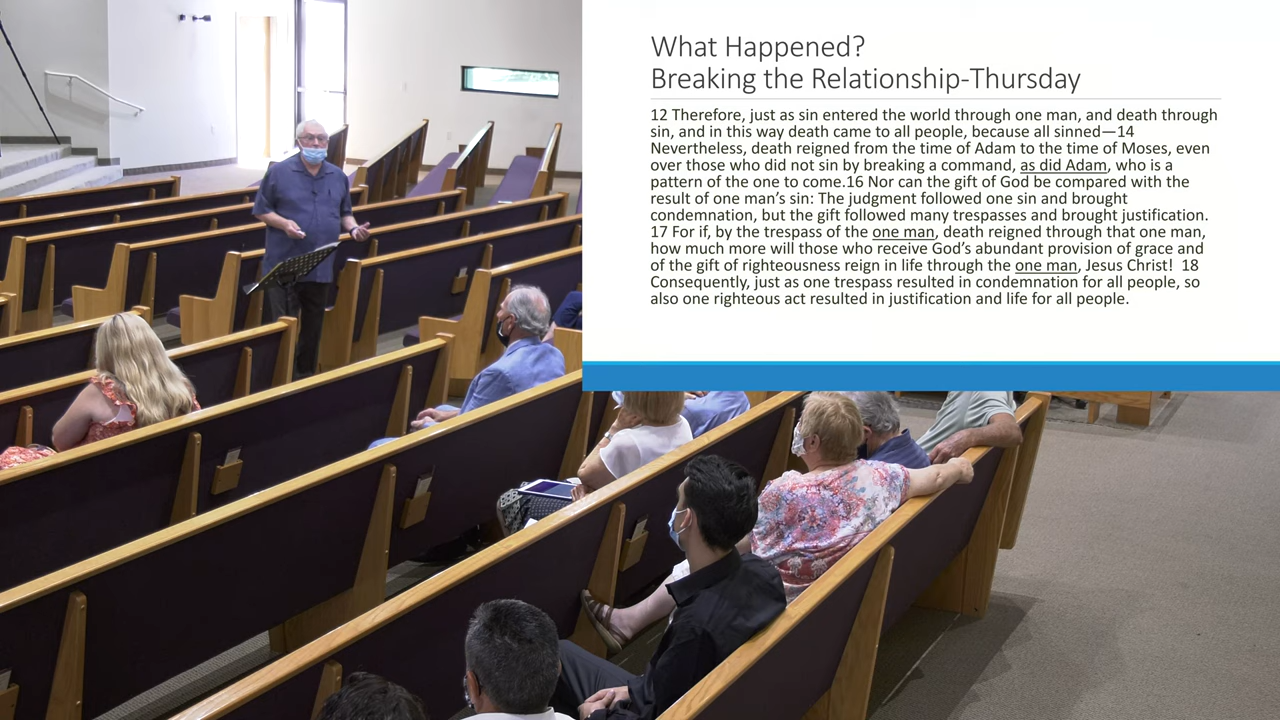 What Happened?
Breaking the Relationship-Thursday
12 Therefore, just as sin entered the world through one man, and death through
sin, and in this way death came to all people, because all sinned—14
Nevertheless, death reigned from the time of Adam to the time of Moses, even
over those who did not sin by breaking a command, as did Adam, who is a
pattern of the one to come.16 Nor can the gift of God be compared with the
result of one man’s sin: The judgment followed one sin and brought
condemnation, but the gift followed many trespasses and brought justification.
17 For if, by the trespass of the one man, death reigned through that one man,
how much more will those who receive God’s abundant provision of grace and
of the gift of righteousness reign in life through the one man, Jesus Christ!  18
Consequently, just as one trespass resulted in condemnation for all people, so
also one righteous act resulted in justification and life for all people.